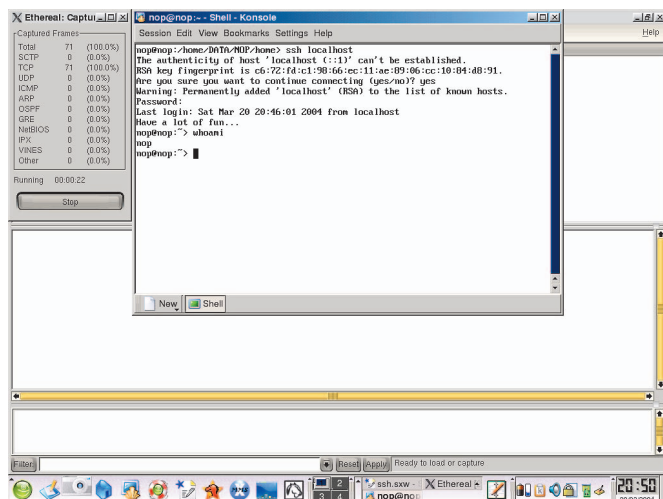 Ethereal: Captu
Captured Frames
Total 71 (100.0%)
SCTP 0 (0.0%)
TCP 71 (100.0%)
UDP 0 (0.0%)
ICMP 0 (0.0%)
ARP 0 (0.0%)
OSPF 0 (0.0%)
GRE 0 (0.0%)
NetBIOS 0 (0.0%)
IPX 0 (0.0%)
VINES 0 (0.0%)
Other 0 (0.0%)
Running 00:00:22
Stop
nop@nop:~ - Shell - Konsole
Session Edit View Bookmarks Settings Help
nop@nop:/home/DATA/NOP/home> ssh localhost
The authenticity of host 'localhost (::1)' can't be established.
RSA key fingerprint is c6:72:fd:c1:98:66:ec:11:ae:89:06:cc:10:84:d8:91.
Are you sure you want to continue connecting (yes/no)? yes
Warning: Permanently added 'localhost' (RSA) to the list of known hosts.
Password:
Last login: Sat Mar 20 20:46:01 2004 from localhost
Have a lot of fun...
nop@nop:~> whoami
nop
nop@nop:~>
New Shell
Help
Filter: Reset Apply Ready to load or capture
1 2 ssh.sxw - Ethereal 20:50
3 4 nop@nop